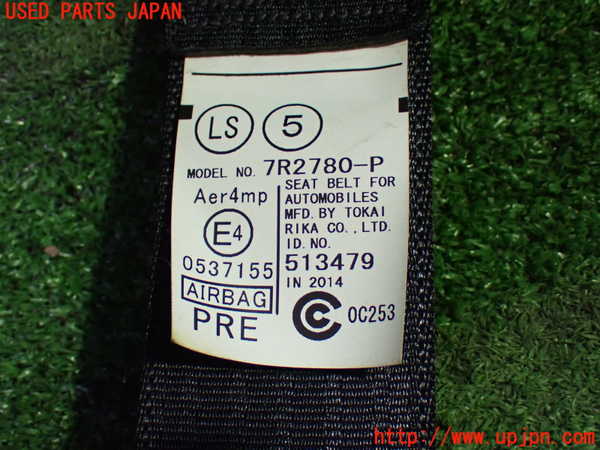 USED PARTS JAPAN
LS 5
MODEL NO. 7R2780-P
Aer4mp
E4
0537155
AIRBAG
PRE
SEAT BELT FOR
AUTOMOBILES
MFD. BY TOKAI
RIKA CO., LTD.
ID. NO.
513479
IN 2014
CCC 0C253
http://www.upjpn.com/